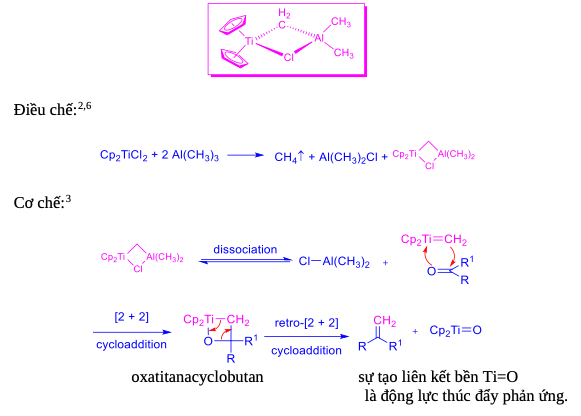 H₂
C
CH₃
Ti
Al
Cl
CH₃
Điều chế:²,⁶
Cp₂TiCl₂ + 2 Al(CH₃)₃ ⟶ CH₄↑ + Al(CH₃)₂Cl + Cp₂Ti Al(CH₃)₂
Cl
Cơ chế:³
Cp₂Ti Al(CH₃)₂
Cl
dissociation
Cl—Al(CH₃)₂ +
Cp₂Ti=CH₂
O R¹
R
[2 + 2]
cycloaddition
Cp₂Ti—CH₂
O R¹
R
retro-[2 + 2]
cycloaddition
CH₂
R R¹
+ Cp₂Ti=O
oxatitanacyclobutan
sự tạo liên kết bền Ti=O
là động lực thúc đẩy phản ứng.